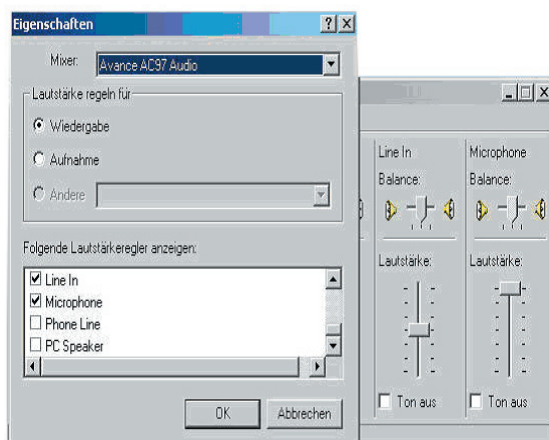 Eigenschaften
Mixer: Avance AC97 Audio
Lautstärke regeln für
Wiedergabe
Aufnahme
Andere
Folgende Lautstärkeregler anzeigen:
Line In
Microphone
Phone Line
PC Speaker
OK Abbrechen
Line In
Balance:
Lautstärke:
Ton aus
Microphone
Balance:
Lautstärke:
Ton aus